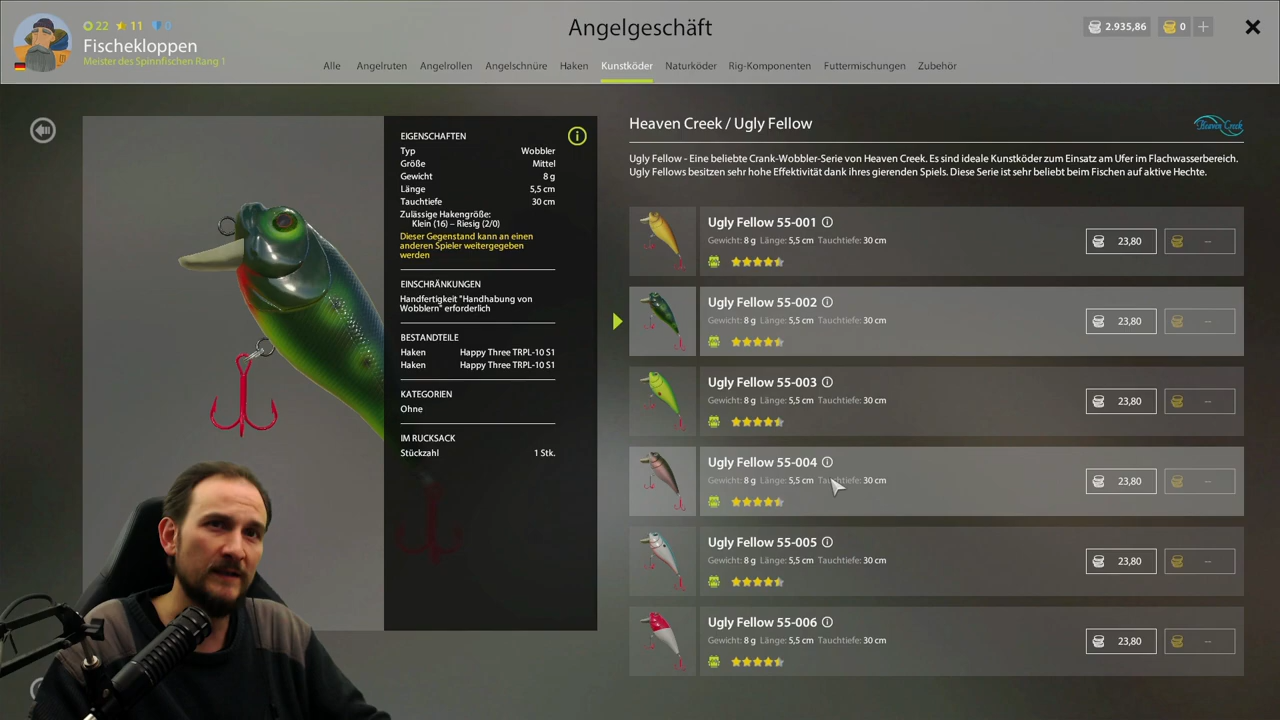 22 11 0
Fischekloppen
Meister des Spinnfischen Rang 1
Angelgeschäft
2.935,86 0 +
Alle Angelruten Angelrollen Angelschnüre Haken Kunstköder Naturköder Rig-Komponenten Futtermischungen Zubehör
EIGENSCHAFTEN
Typ Wobbler
Größe Mittel
Gewicht 8 g
Länge 5,5 cm
Tauchtiefe 30 cm
Zulässige Hakengröße:
Klein (16) – Riesig (2/0)
Dieser Gegenstand kann an einen
anderen Spieler weitergegeben
werden
EINSCHRÄNKUNGEN
Handfertigkeit "Handhabung von
Wobblern" erforderlich
BESTANDTEILE
Haken Happy Three TRPL-10 S1
Haken Happy Three TRPL-10 S1
KATEGORIEN
Ohne
IM RUCKSACK
Stückzahl 1 Stk.
Heaven Creek / Ugly Fellow
Heaven Creek
Ugly Fellow - Eine beliebte Crank-Wobbler-Serie von Heaven Creek. Es sind ideale Kunstköder zum Einsatz am Ufer im Flachwasserbereich.
Ugly Fellows besitzen sehr hohe Effektivität dank ihres gierenden Spiels. Diese Serie ist sehr beliebt beim Fischen auf aktive Hechte.
Ugly Fellow 55-001
Gewicht: 8 g Länge: 5,5 cm Tauchtiefe: 30 cm
23,80 --
Ugly Fellow 55-002
Gewicht: 8 g Länge: 5,5 cm Tauchtiefe: 30 cm
23,80 --
Ugly Fellow 55-003
Gewicht: 8 g Länge: 5,5 cm Tauchtiefe: 30 cm
23,80 --
Ugly Fellow 55-004
Gewicht: 8 g Länge: 5,5 cm Tauchtiefe: 30 cm
23,80 --
Ugly Fellow 55-005
Gewicht: 8 g Länge: 5,5 cm Tauchtiefe: 30 cm
23,80 --
Ugly Fellow 55-006
Gewicht: 8 g Länge: 5,5 cm Tauchtiefe: 30 cm
23,80 --